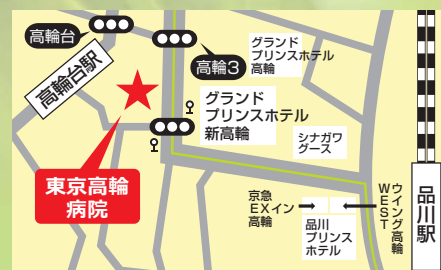 高輪台
高輪台駅
高輪3
グランド
プリンスホテル
高輪
グランド
プリンスホテル
新高輪
シナガワ
グース
東京高輪
病院
京急
EXイン
高輪
品川
プリンス
ホテル
ウイング高輪
WEST
品川駅